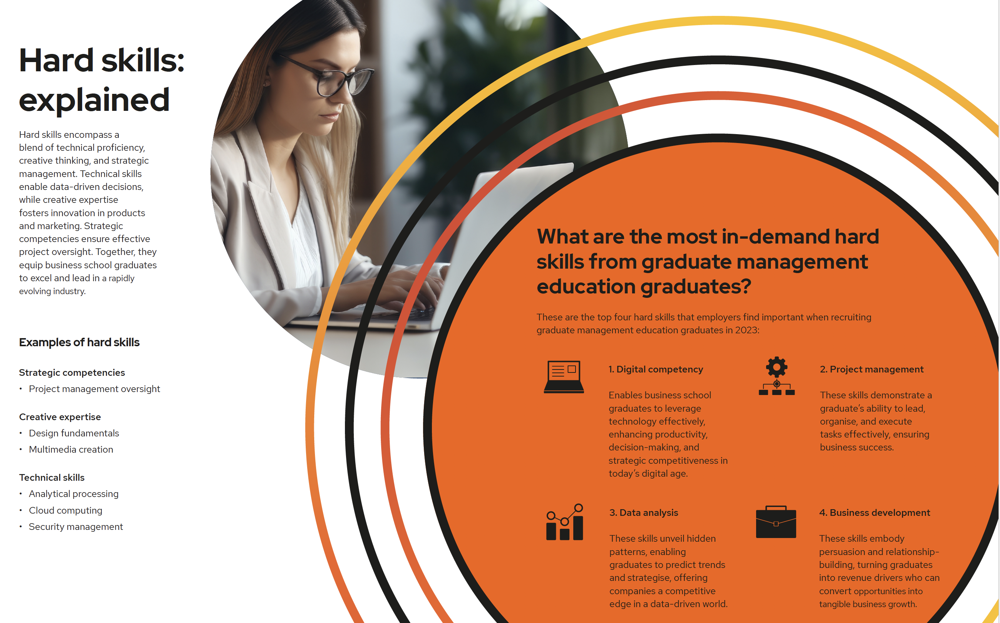 Hard skills:
explained
Hard skills encompass a
blend of technical proficiency,
creative thinking, and strategic
management. Technical skills
enable data-driven decisions,
while creative expertise
fosters innovation in products
and marketing. Strategic
competencies ensure effective
project oversight. Together, they
equip business school graduates
to excel and lead in a rapidly
evolving industry.
Examples of hard skills
Strategic competencies
• Project management oversight
Creative expertise
• Design fundamentals
• Multimedia creation
Technical skills
• Analytical processing
• Cloud computing
• Security management
What are the most in-demand hard
skills from graduate management
education graduates?
These are the top four hard skills that employers find important when recruiting
graduate management education graduates in 2023:
1. Digital competency
Enables business school
graduates to leverage
technology effectively,
enhancing productivity,
decision-making, and
strategic competitiveness in
today’s digital age.
2. Project management
These skills demonstrate a
graduate’s ability to lead,
organise, and execute
tasks effectively, ensuring
business success.
3. Data analysis
These skills unveil hidden
patterns, enabling
graduates to predict trends
and strategise, offering
companies a competitive
edge in a data-driven world.
4. Business development
These skills embody
persuasion and relationship-
building, turning graduates
into revenue drivers who can
convert opportunities into
tangible business growth.